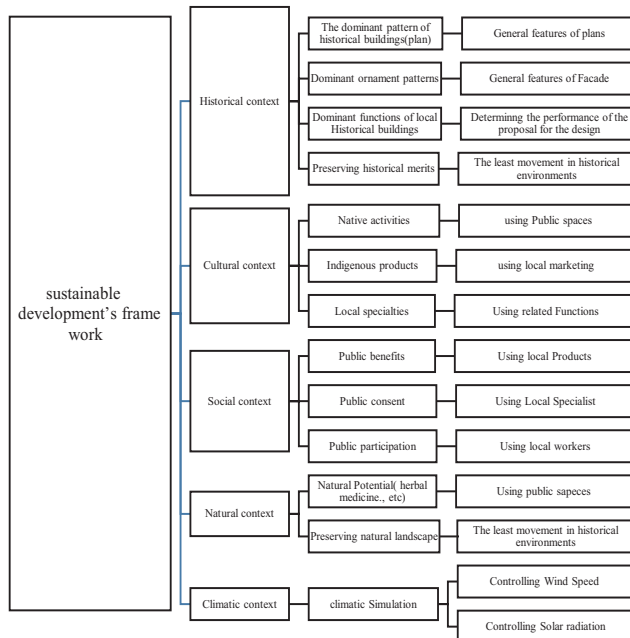 sustainable
development's frame
work
Historical context
The dominant pattern of
historical buildings(plan)
General features of plans
Dominant ornament patterns
General features of Facade
Dominant functions of local
Historical buildings
Determinng the performance of the
proposal for the design
Preserving historical merits
The least movement in historical
environments
Cultural context
Native activities
using Public spaces
Indigenous products
using local marketing
Local specialties
Using related Functions
Social context
Public benefits
Using local Products
Public consent
Using Local Specialist
Public participation
Using local workers
Natural context
Natural Potential( herbal
medicine., etc)
Using public sapeces
Preserving natural landscape
The least movement in historical
environments
Climatic context
climatic Simulation
Controlling Wind Speed
Controlling Solar radiation